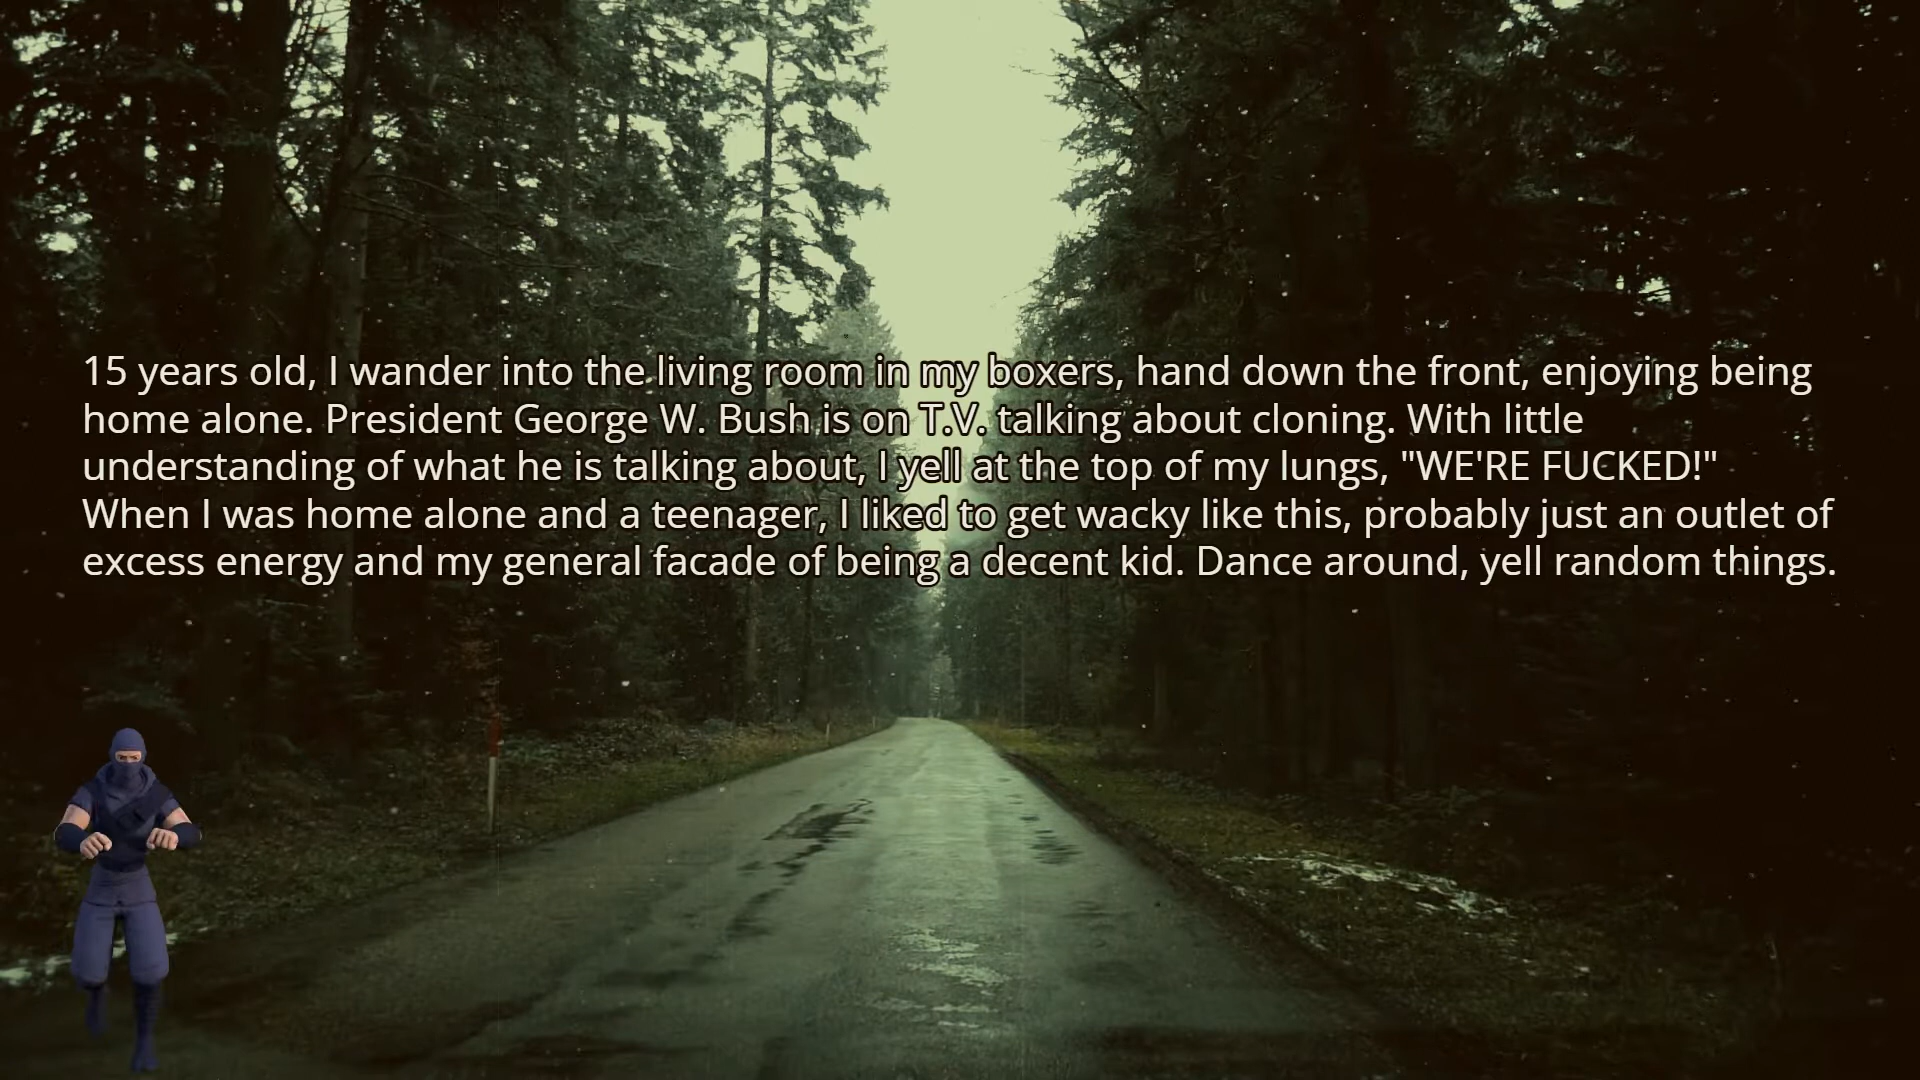 15 years old, I wander into the living room in my boxers, hand down the front, enjoying being
home alone. President George W. Bush is on T.V. talking about cloning. With little
understanding of what he is talking about, I yell at the top of my lungs, "WE'RE FUCKED!"
When I was home alone and a teenager, I liked to get wacky like this, probably just an outlet of
excess energy and my general facade of being a decent kid. Dance around, yell random things.